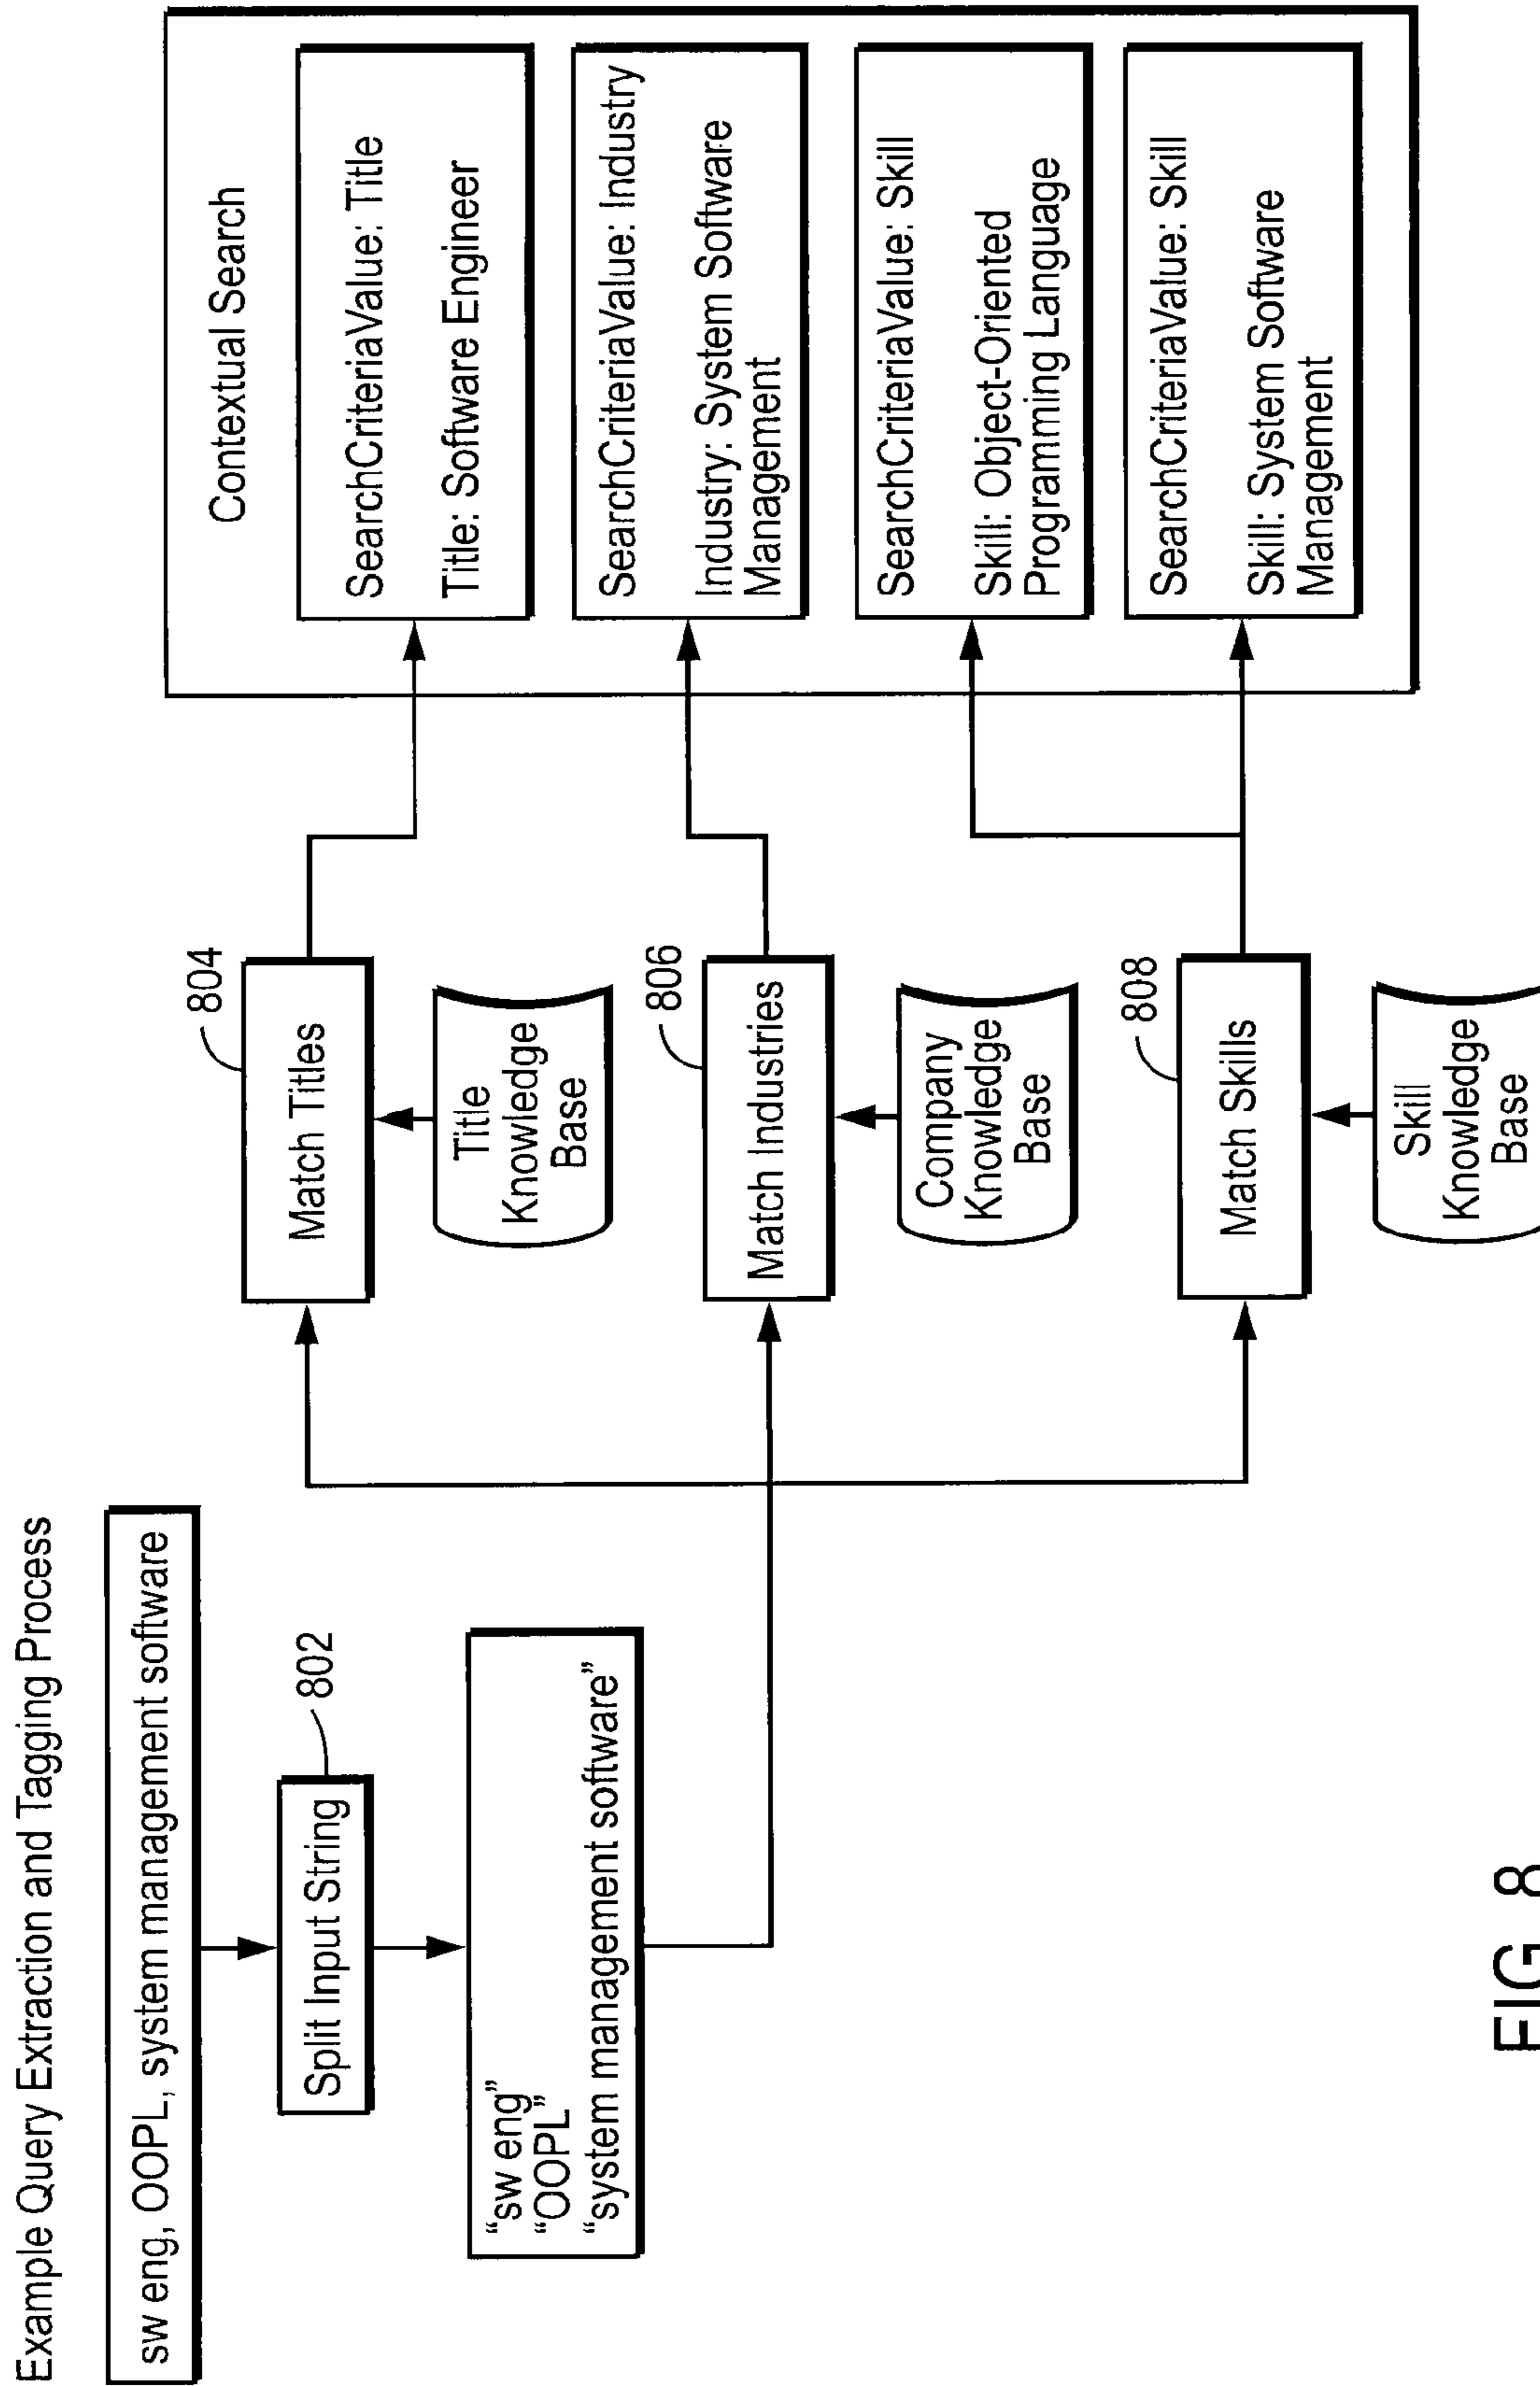 Example Query Extraction and Tagging Process
sw eng, OOPL, system management software
802
Split Input String
“sw eng”
“OOPL”
“system management software”
804
Match Titles
Title
Knowledge
Base
806
Match Industries
Company
Knowledge
Base
808
Match Skills
Skill
Knowledge
Base
Contextual Search
SearchCriteriaValue: Title
Title: Software Engineer
SearchCriteriaValue: Industry
Industry: System Software
Management
SearchCriteriaValue: Skill
Skill: Object-Oriented
Programming Language
SearchCriteriaValue: Skill
Skill: System Software
Management
FIG 8